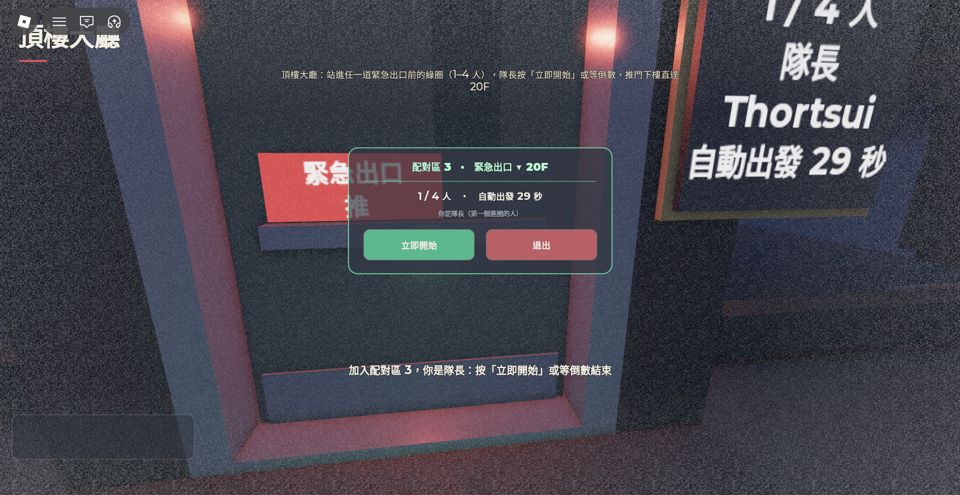 頂樓大廳
頂樓大廳：站進任一道緊急出口前的綠圈（1–4 人），隊長按「立即開始」或等倒數，推門下樓直達
20F
1 / 4 人
隊長
Thortsui
自動出發 29 秒
緊急出口
推
配對區 3 • 緊急出口 ▼ 20F
1 / 4 人 • 自動出發 29 秒
你是隊長（第一個進圈的人）
立即開始
退出
加入配對區 3，你是隊長：按「立即開始」或等倒數結束